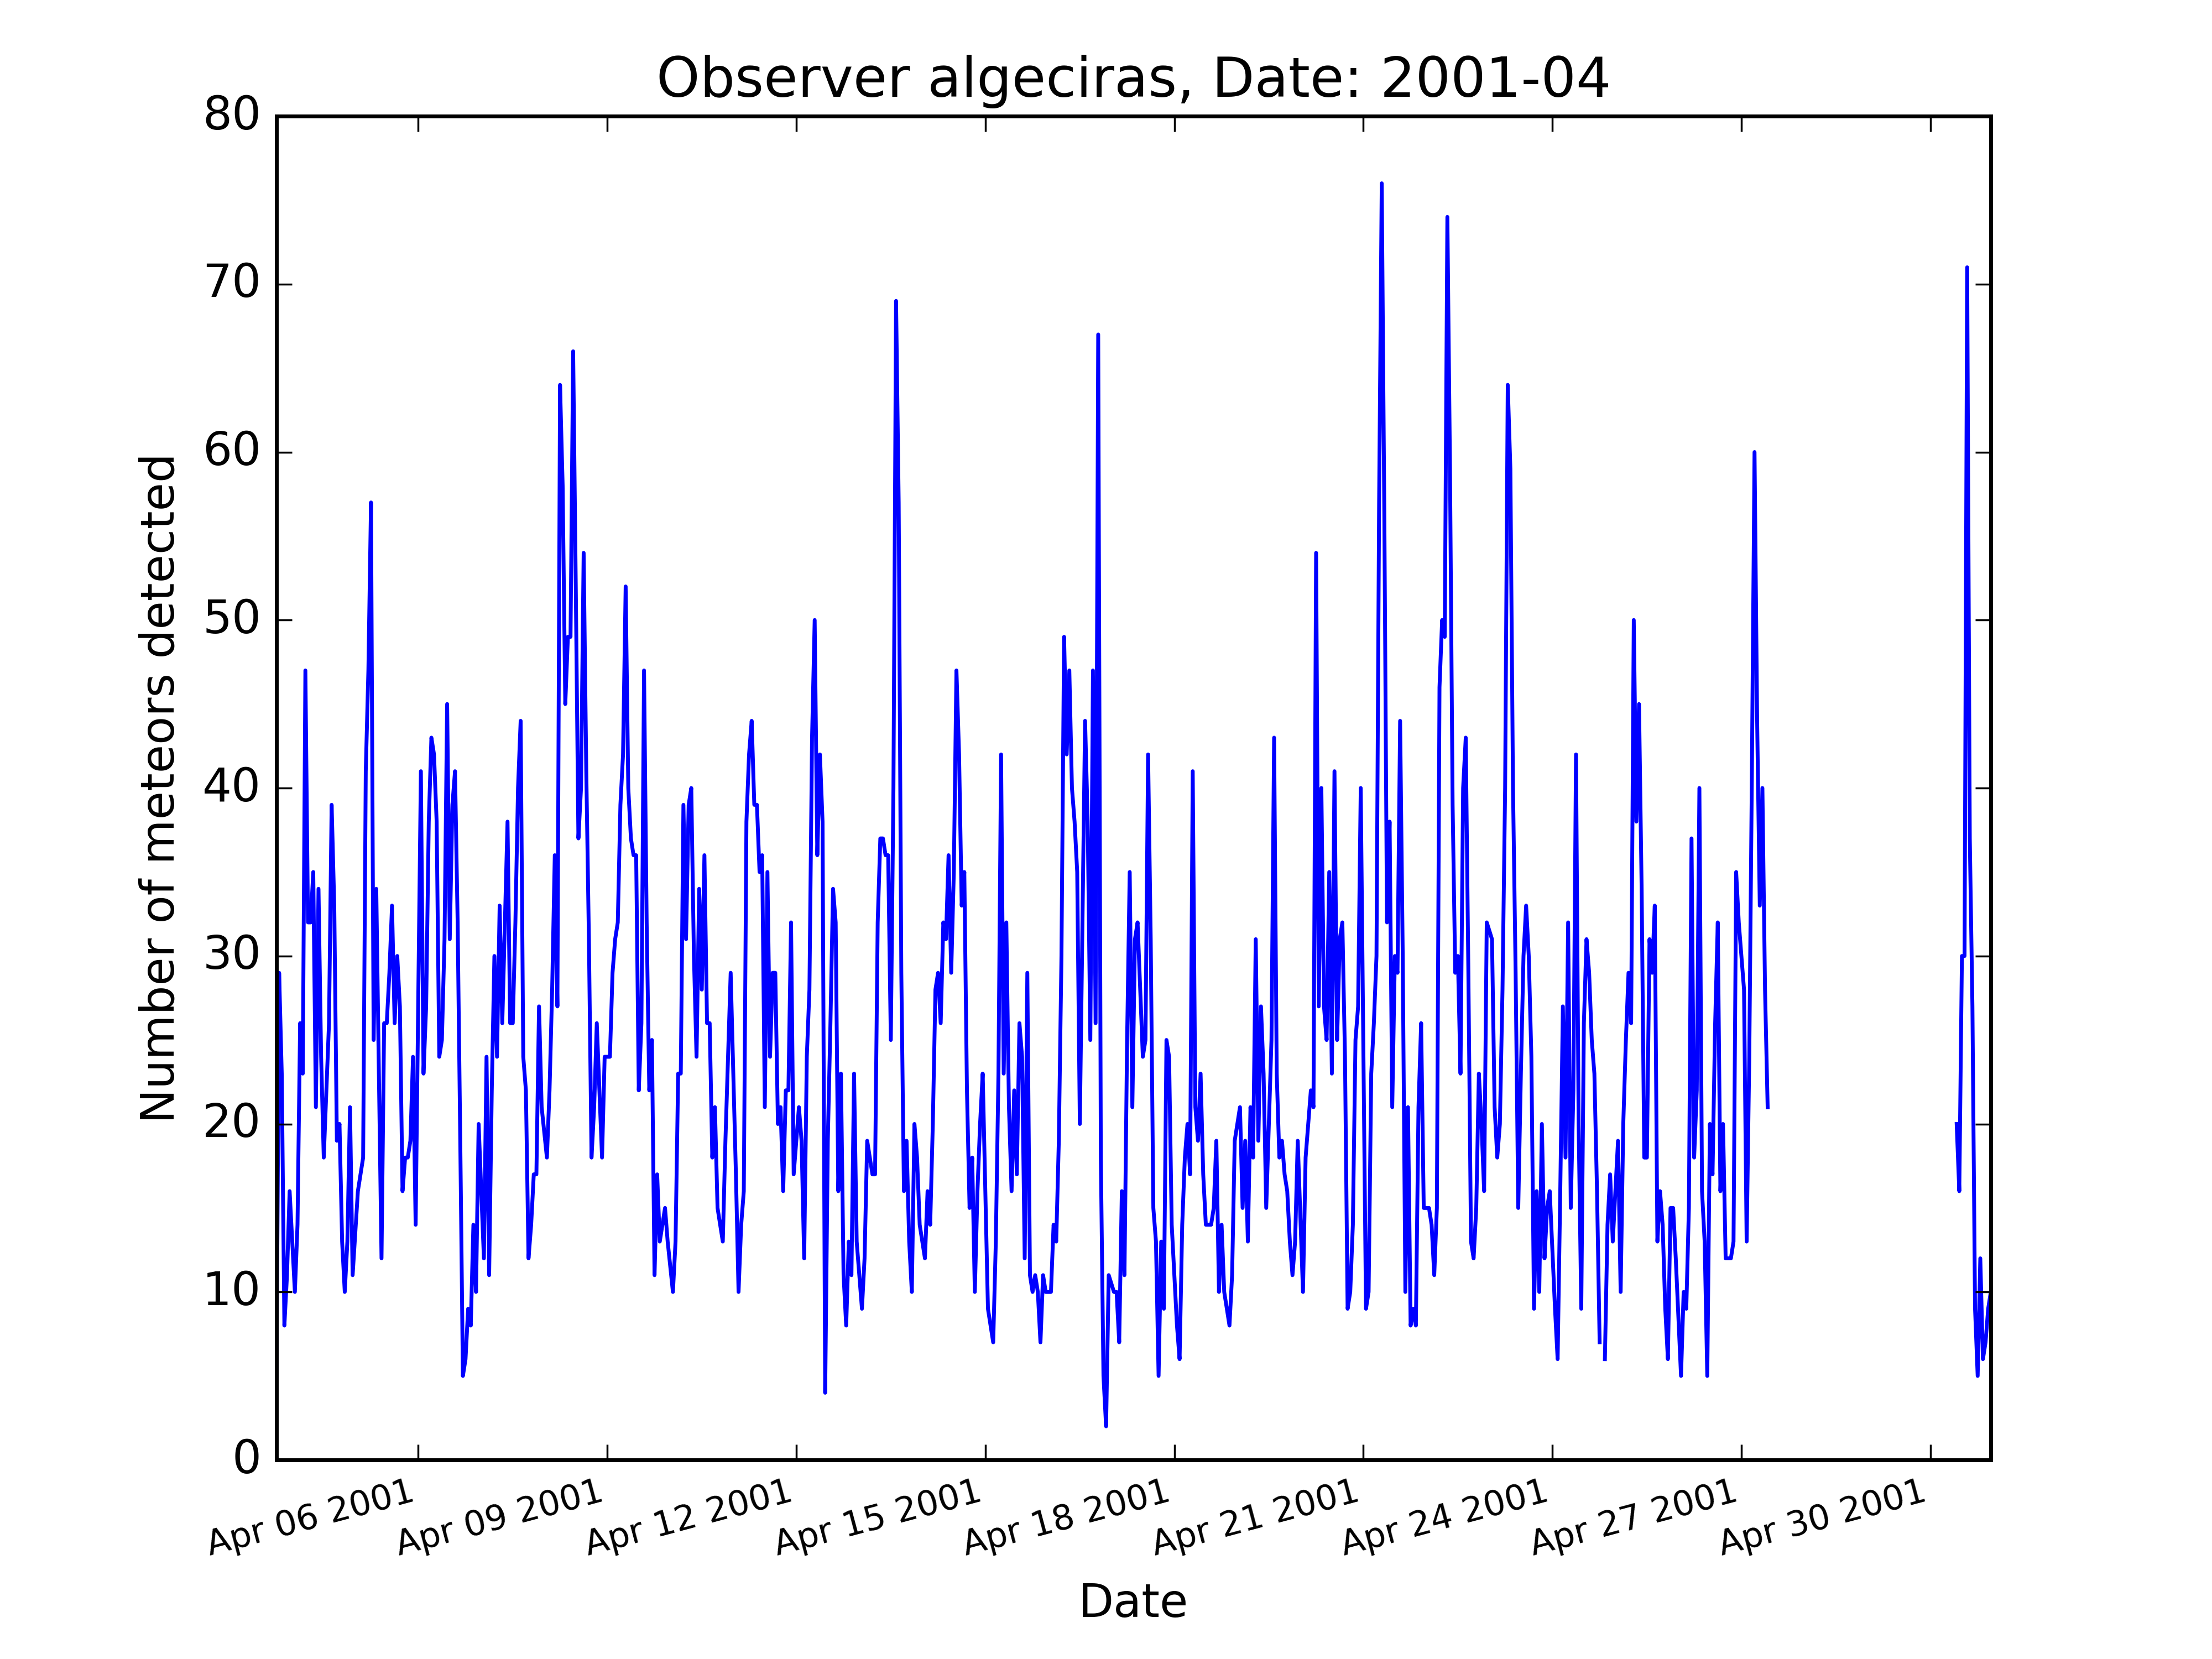 Observer algeciras, Date: 2001-04
80
70
60
50
40
30
20
10
0
Number of meteors detected
Apr 06 2001
Apr 09 2001
Apr 12 2001
Apr 15 2001
Apr 18 2001
Apr 21 2001
Apr 24 2001
Apr 27 2001
Apr 30 2001
Date